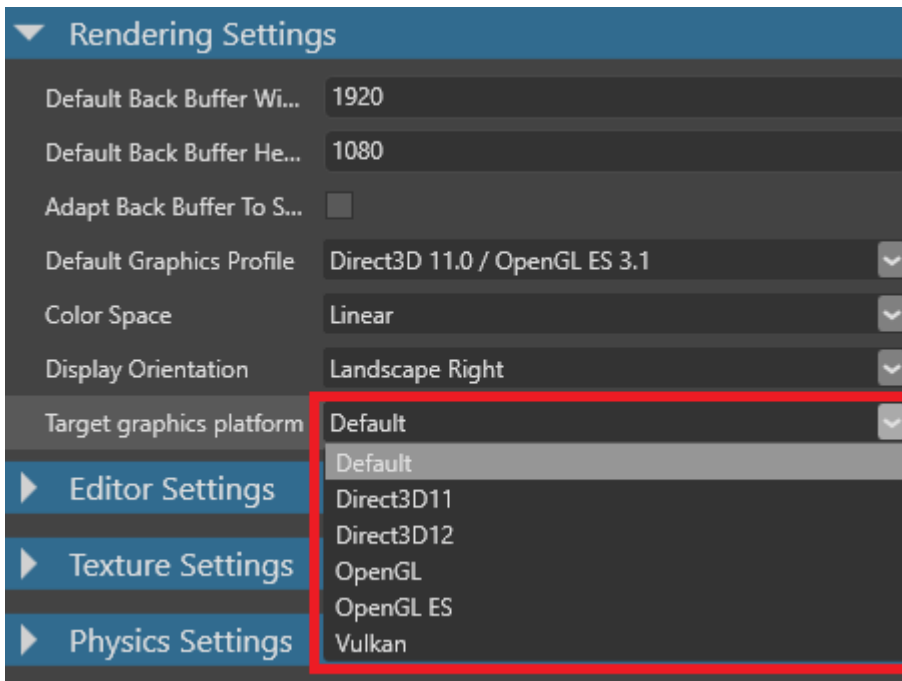 Rendering Settings
Default Back Buffer Wi... 1920
Default Back Buffer He... 1080
Adapt Back Buffer To S...
Default Graphics Profile Direct3D 11.0 / OpenGL ES 3.1
Color Space Linear
Display Orientation Landscape Right
Target graphics platform Default
Default
Editor Settings
Direct3D11
Direct3D12
Texture Settings
OpenGL
OpenGL ES
Physics Settings
Vulkan